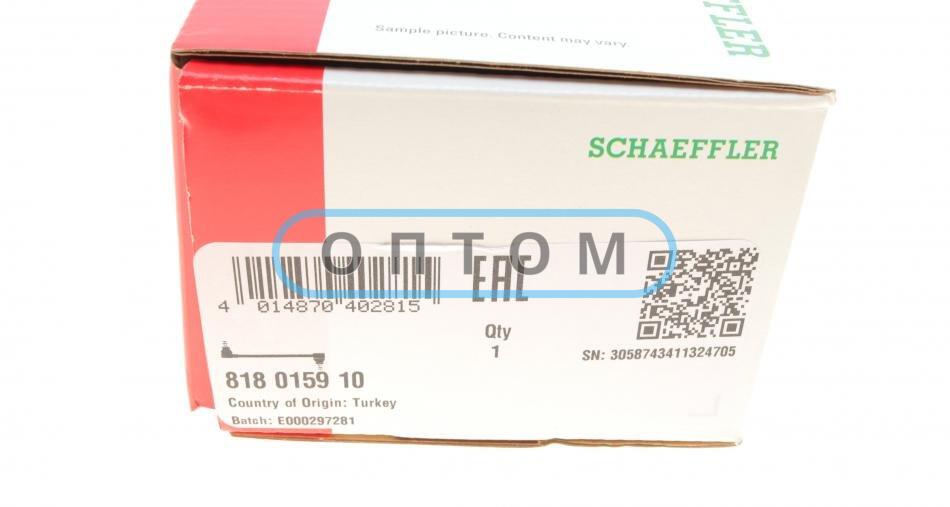 Sample picture. Content may vary.
SCHAEFFLER
SCHAEFFLER
ОПТОМ
4 014870 402815
EAC
Qty
1
SN: 3058743411324705
818 0159 10
Country of Origin: Turkey
Batch: E000297281